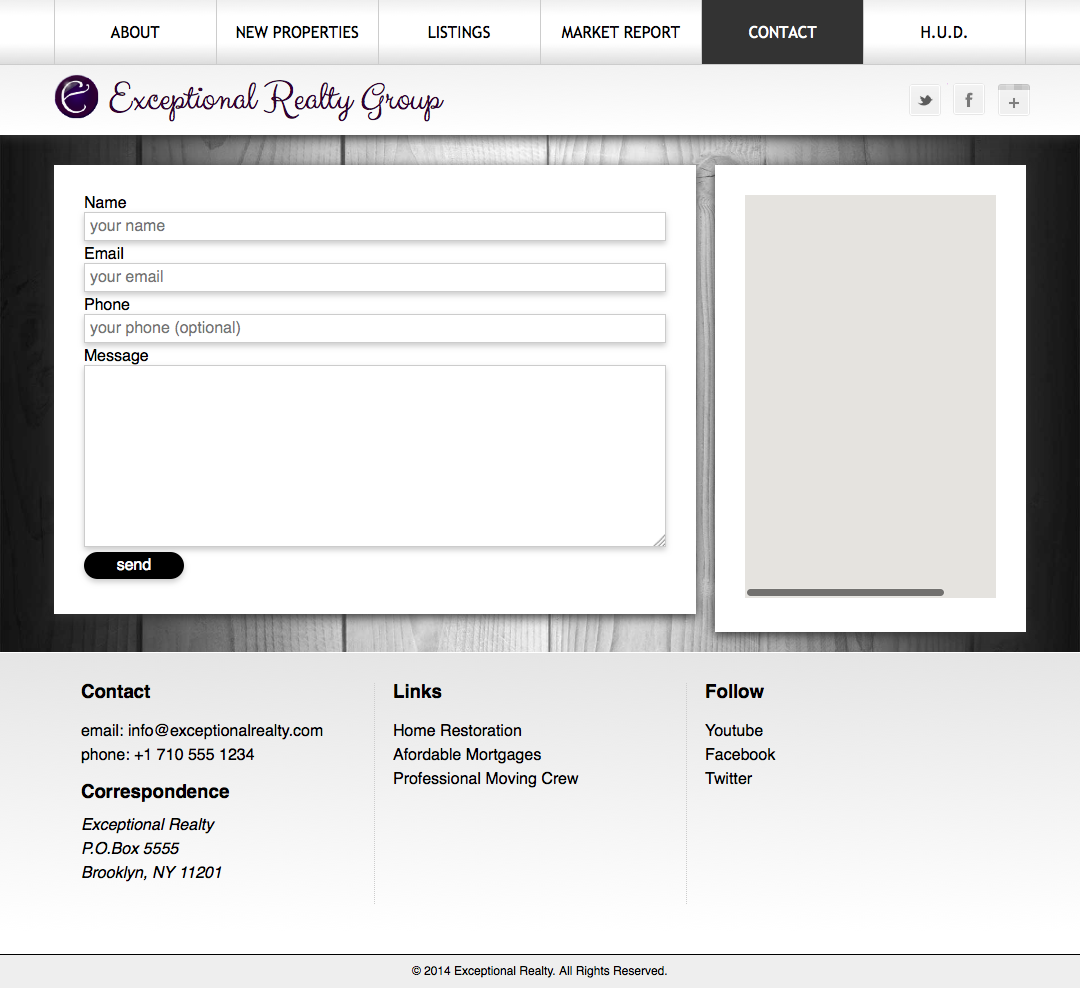 ABOUT
NEW PROPERTIES
LISTINGS
MARKET REPORT
CONTACT
H.U.D.
Exceptional Realty Group
Name
your name
Email
your email
Phone
your phone (optional)
Message
send
Contact
email: info@exceptionalrealty.com
phone: +1 710 555 1234
Correspondence
Exceptional Realty
P.O.Box 5555
Brooklyn, NY 11201
Links
Home Restoration
Afordable Mortgages
Professional Moving Crew
Follow
Youtube
Facebook
Twitter
© 2014 Exceptional Realty. All Rights Reserved.